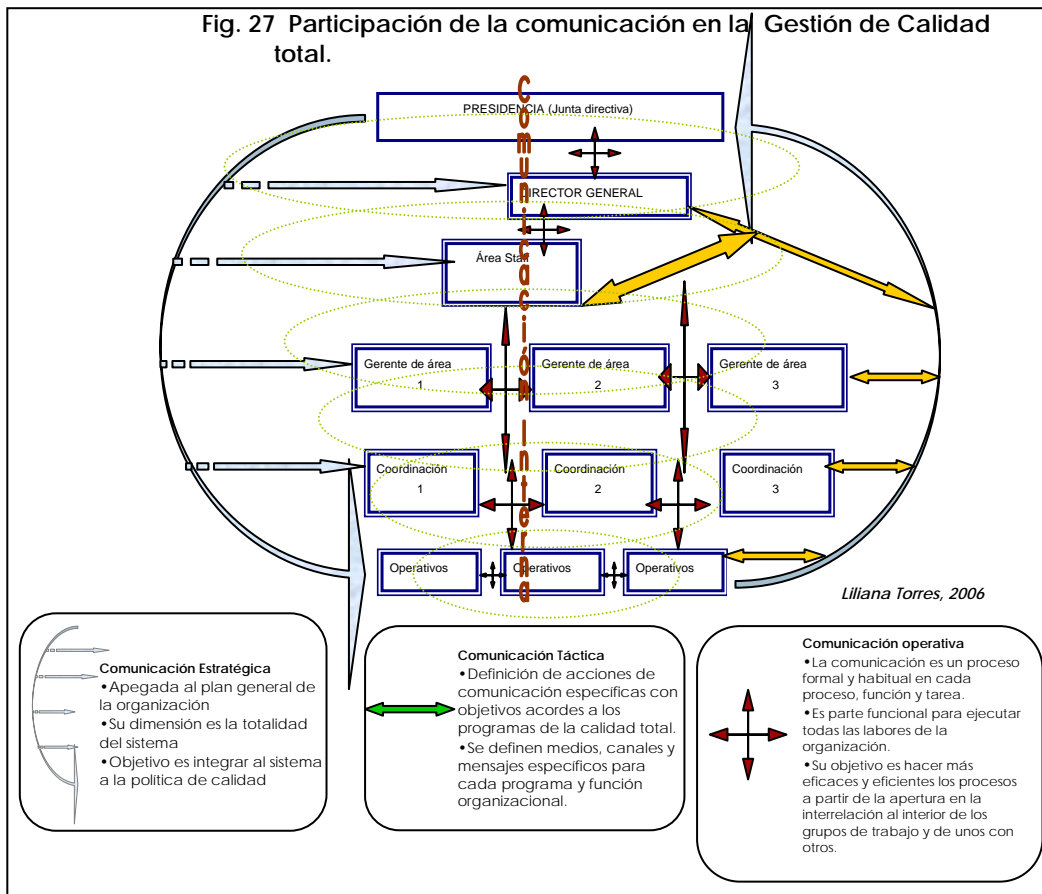 Fig. 27 Participación de la comunicación en la Gestión de Calidad
total.
PRESIDENCIA (Junta directiva)
DIRECTOR GENERAL
Área Staff
Comunicación interna
Gerente de área
1
Gerente de área
2
Gerente de área
3
Coordinación
1
Coordinación
2
Coordinación
3
Operativos
Operativos
Operativos
Liliana Torres, 2006
Comunicación Estratégica
•Apegada al plan general de
la organización
•Su dimensión es la totalidad
del sistema
•Objetivo es integrar al sistema
a la política de calidad
Comunicación Táctica
•Definición de acciones de
comunicación específicas con
objetivos acordes a los
programas de la calidad total.
•Se definen medios, canales y
mensajes específicos para
cada programa y función
organizacional.
Comunicación operativa
•La comunicación es un proceso
formal y habitual en cada
proceso, función y tarea.
•Es parte funcional para ejecutar
todas las labores de la
organización.
•Su objetivo es hacer más
eficaces y eficientes los procesos
a partir de la apertura en la
interrelación al interior de los
grupos de trabajo y de unos con
otros.